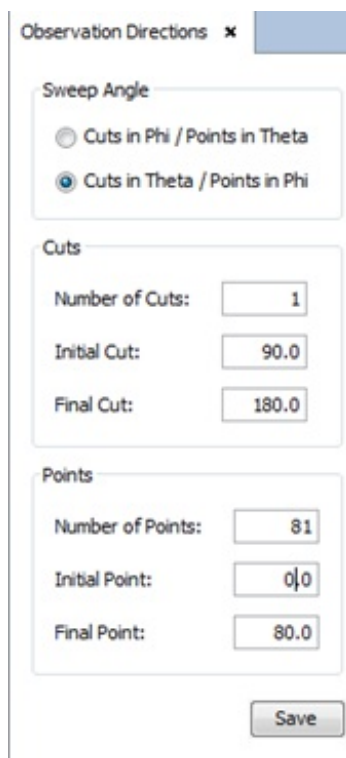 Observation Directions ×
Sweep Angle
Cuts in Phi / Points in Theta
Cuts in Theta / Points in Phi
Cuts
Number of Cuts: 1
Initial Cut: 90.0
Final Cut: 180.0
Points
Number of Points: 81
Initial Point: 0.0
Final Point: 80.0
Save